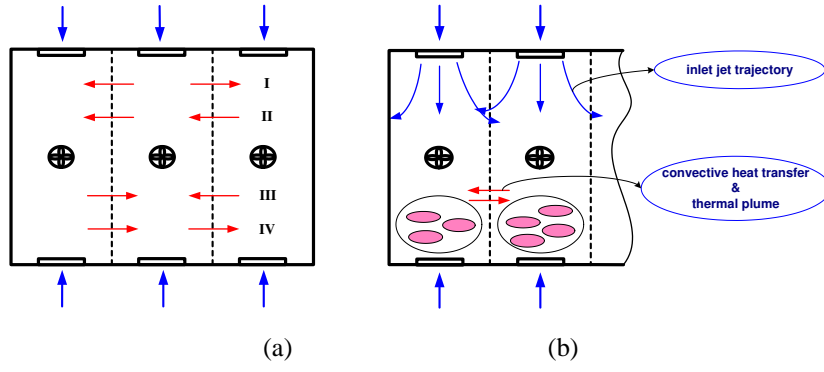 I
II
III
IV
inlet jet trajectory
convective heat transfer
&
thermal plume
(a)
(b)